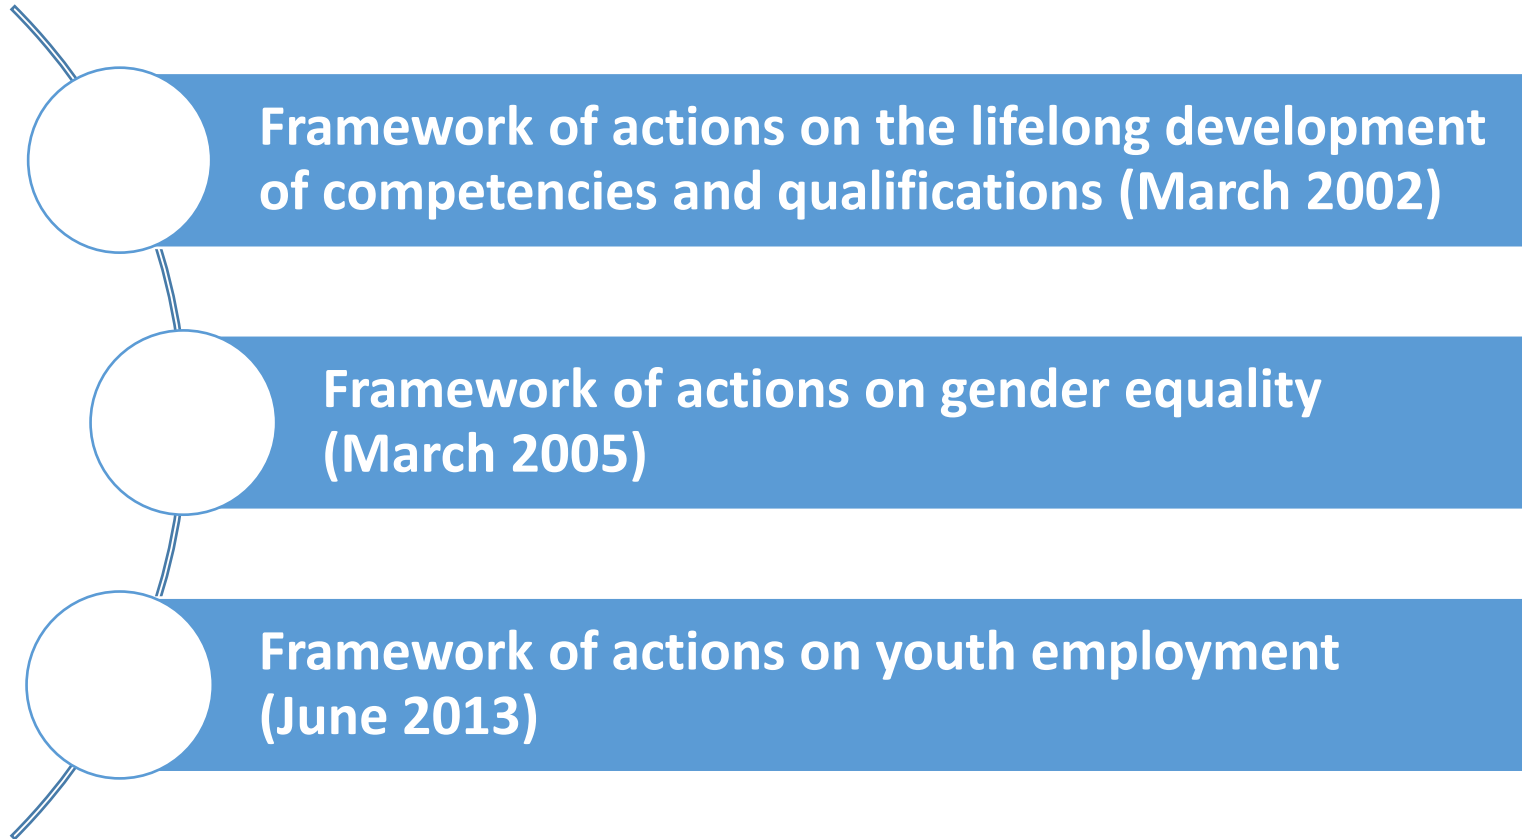 Framework of actions on the lifelong development
of competencies and qualifications (March 2002)
Framework of actions on gender equality
(March 2005)
Framework of actions on youth employment
(June 2013)